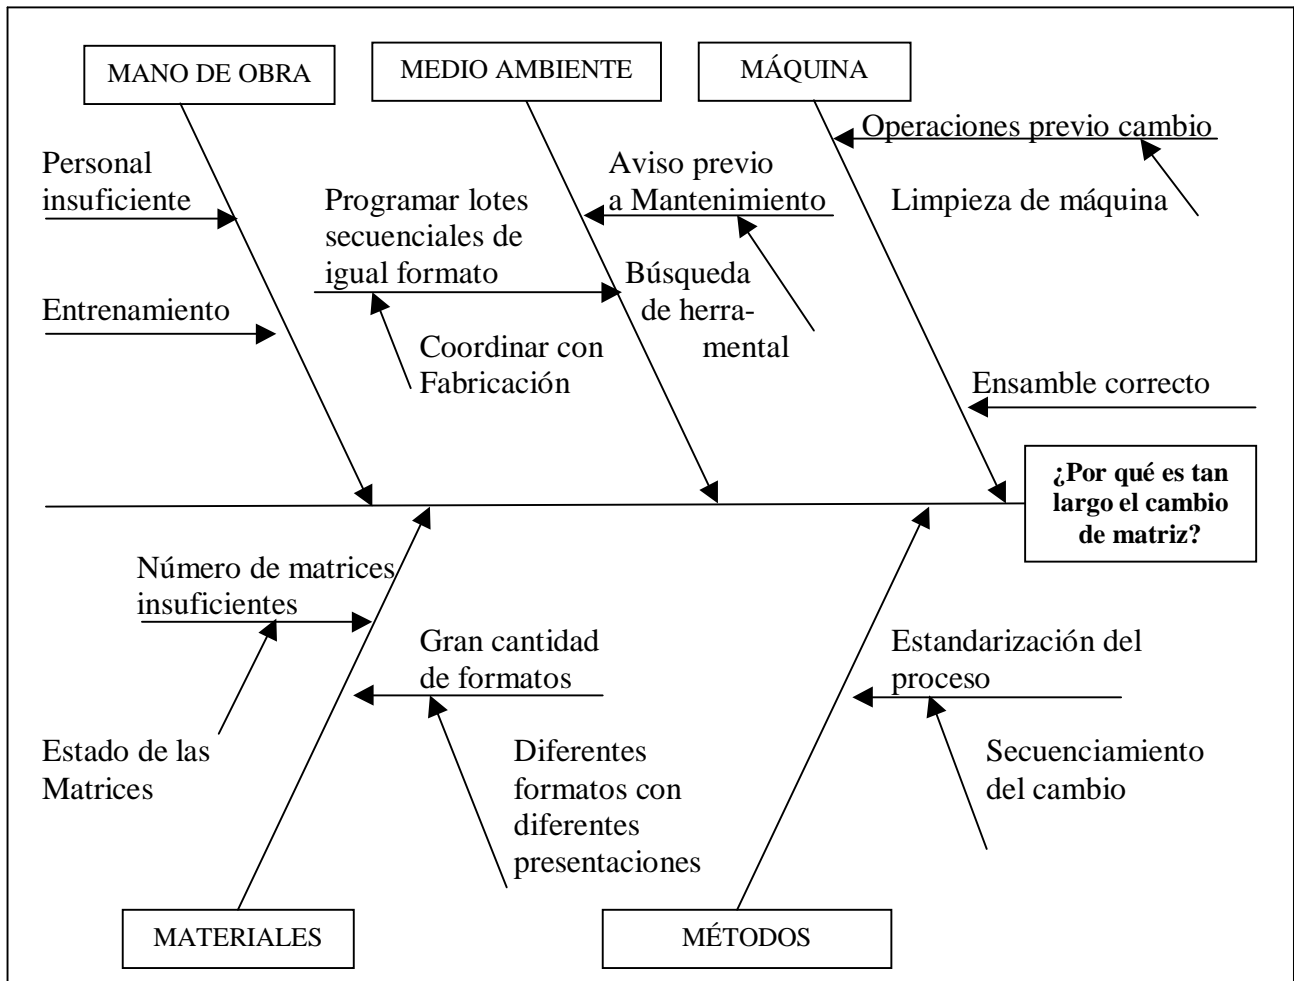 MANO DE OBRA
MEDIO AMBIENTE
MÁQUINA
Personal
insuficiente
Entrenamiento
Programar lotes
secuenciales de
igual formato
Coordinar con
Fabricación
Aviso previo
a Mantenimiento
Búsqueda
de herra-
mental
Operaciones previo cambio
Limpieza de máquina
Ensamble correcto
¿Por qué es tan
largo el cambio
de matriz?
Número de matrices
insuficientes
Estado de las
Matrices
Gran cantidad
de formatos
Diferentes
formatos con
diferentes
presentaciones
Estandarización del
proceso
Secuenciamiento
del cambio
MATERIALES
MÉTODOS